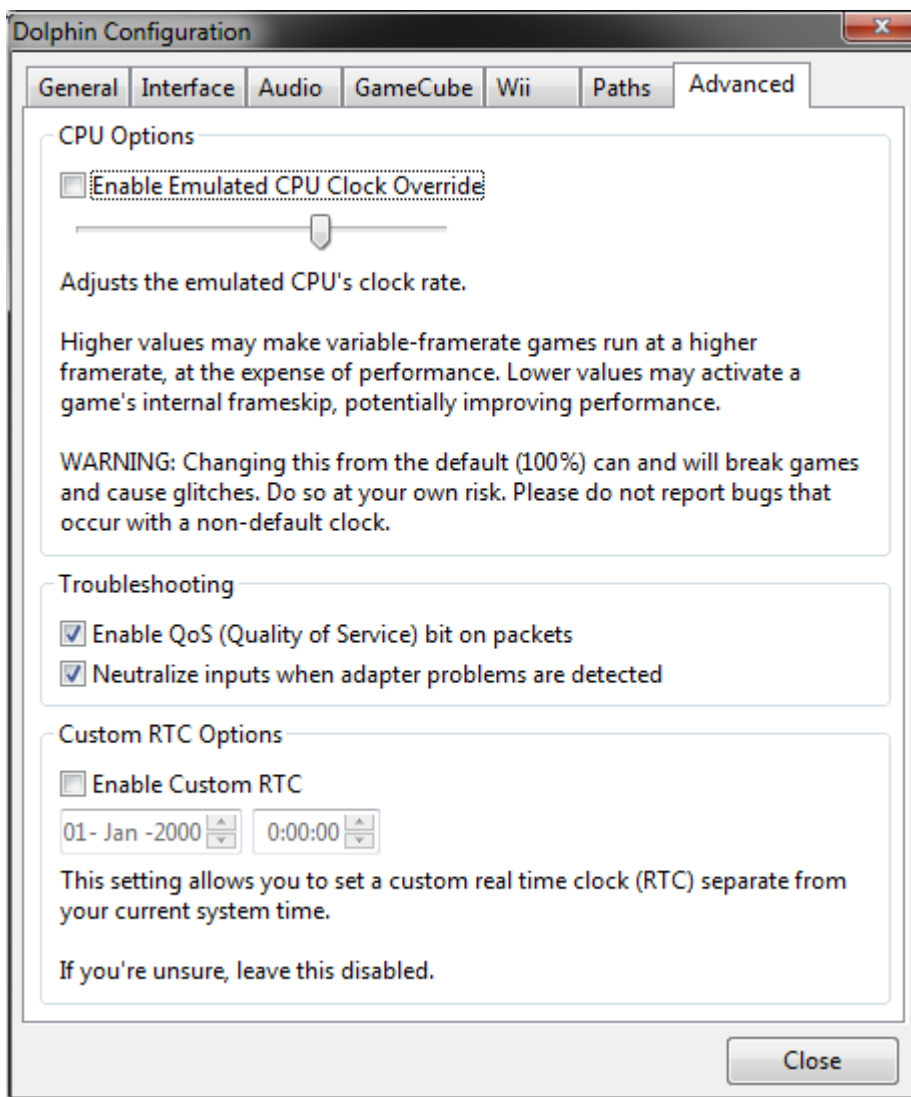 Dolphin Configuration
General Interface Audio GameCube Wii Paths Advanced
CPU Options
Enable Emulated CPU Clock Override
Adjusts the emulated CPU's clock rate.
Higher values may make variable-framerate games run at a higher
framerate, at the expense of performance. Lower values may activate a
game's internal frameskip, potentially improving performance.
WARNING: Changing this from the default (100%) can and will break games
and cause glitches. Do so at your own risk. Please do not report bugs that
occur with a non-default clock.
Troubleshooting
Enable QoS (Quality of Service) bit on packets
Neutralize inputs when adapter problems are detected
Custom RTC Options
Enable Custom RTC
01- Jan -2000 0:00:00
This setting allows you to set a custom real time clock (RTC) separate from
your current system time.
If you're unsure, leave this disabled.
Close